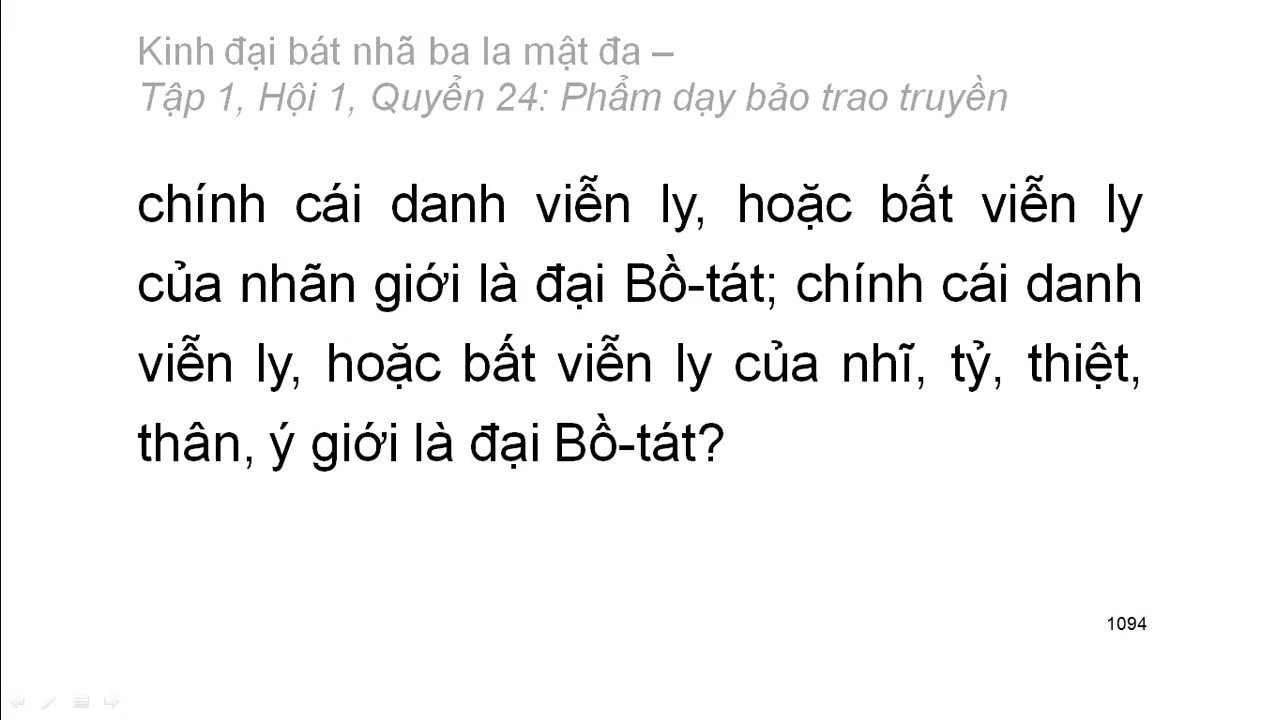 Kinh đại bát nhã ba la mật đa –
Tập 1, Hội 1, Quyển 24: Phẩm dạy bảo trao truyền
chính cái danh viễn ly, hoặc bất viễn ly
của nhãn giới là đại Bồ-tát; chính cái danh
viễn ly, hoặc bất viễn ly của nhĩ, tỷ, thiệt,
thân, ý giới là đại Bồ-tát?
1094